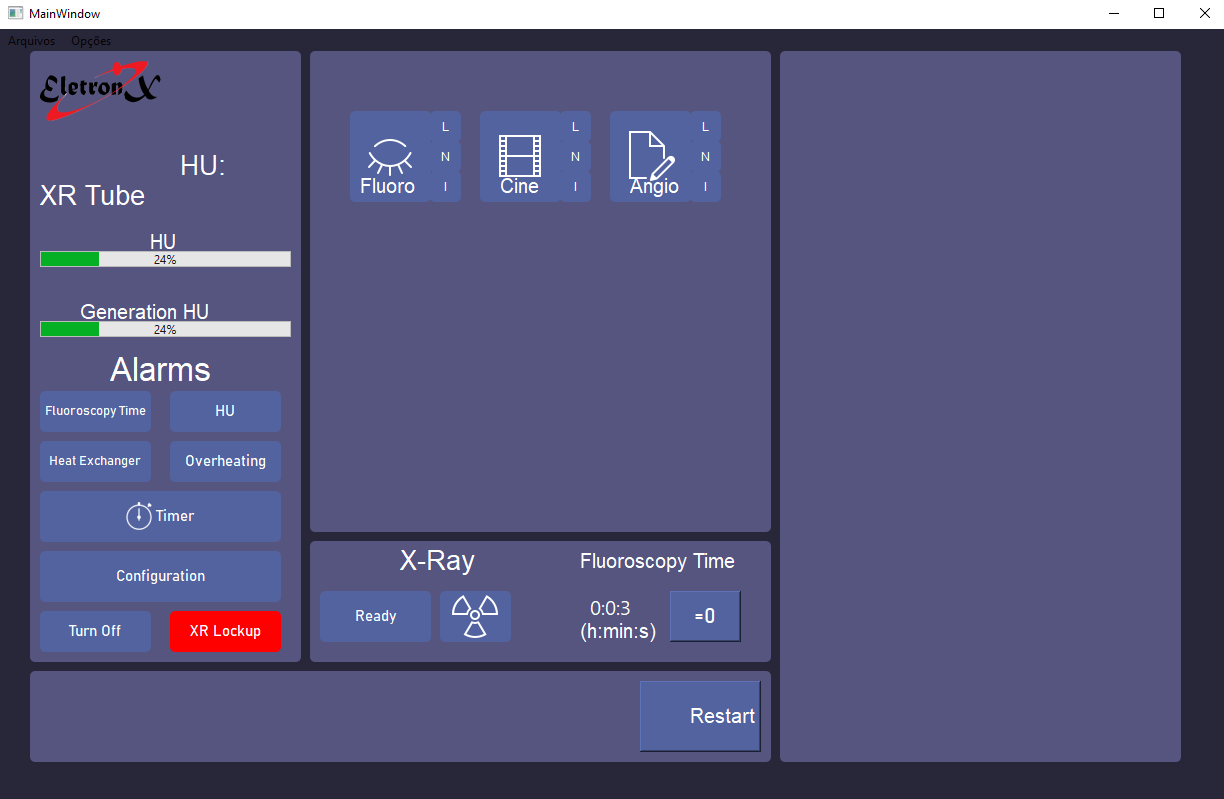 MainWindow
Arquivos Opções
Eletron X
HU:
XR Tube
HU
24%
Generation HU
24%
Alarms
Fluoroscopy Time HU
Heat Exchanger Overheating
Timer
Configuration
Turn Off XR Lockup
L
N
Fluoro I
L
N
Cine I
L
N
Angio I
X-Ray
Ready
Fluoroscopy Time
0:0:3
(h:min:s)
=0
Restart